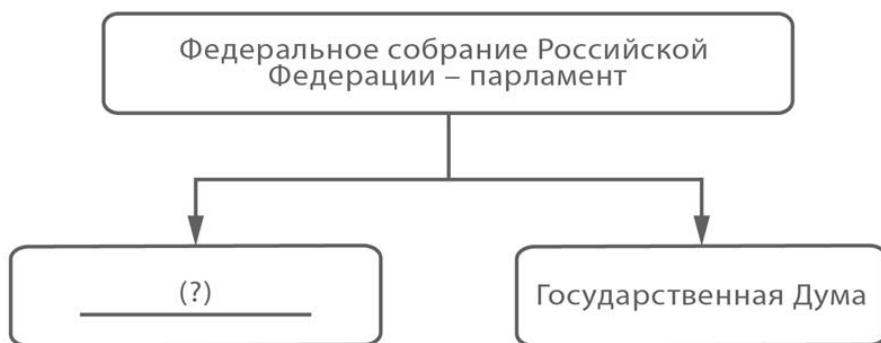 Федеральное собрание Российской
Федерации – парламент
(?)
Государственная Дума